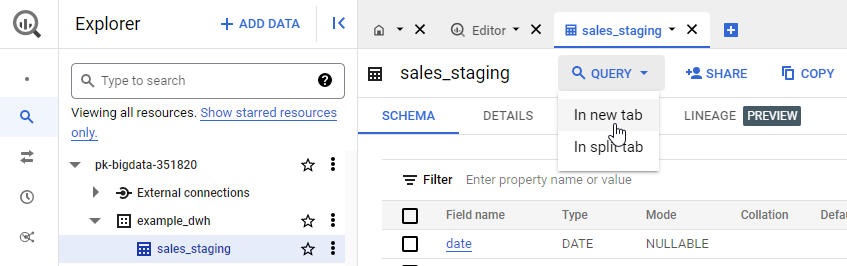 Explorer
+ ADD DATA
Type to search
Viewing all resources. Show starred resources
only.
pk-bigdata-351820
External connections
example_dwh
sales_staging
Editor
sales_staging
sales_staging
QUERY
SHARE
COPY
In new tab
In split tab
SCHEMA
DETAILS
LINEAGE
PREVIEW
Filter
Enter property name or value
Field name
Type
Mode
Collation
Defau
date
DATE
NULLABLE